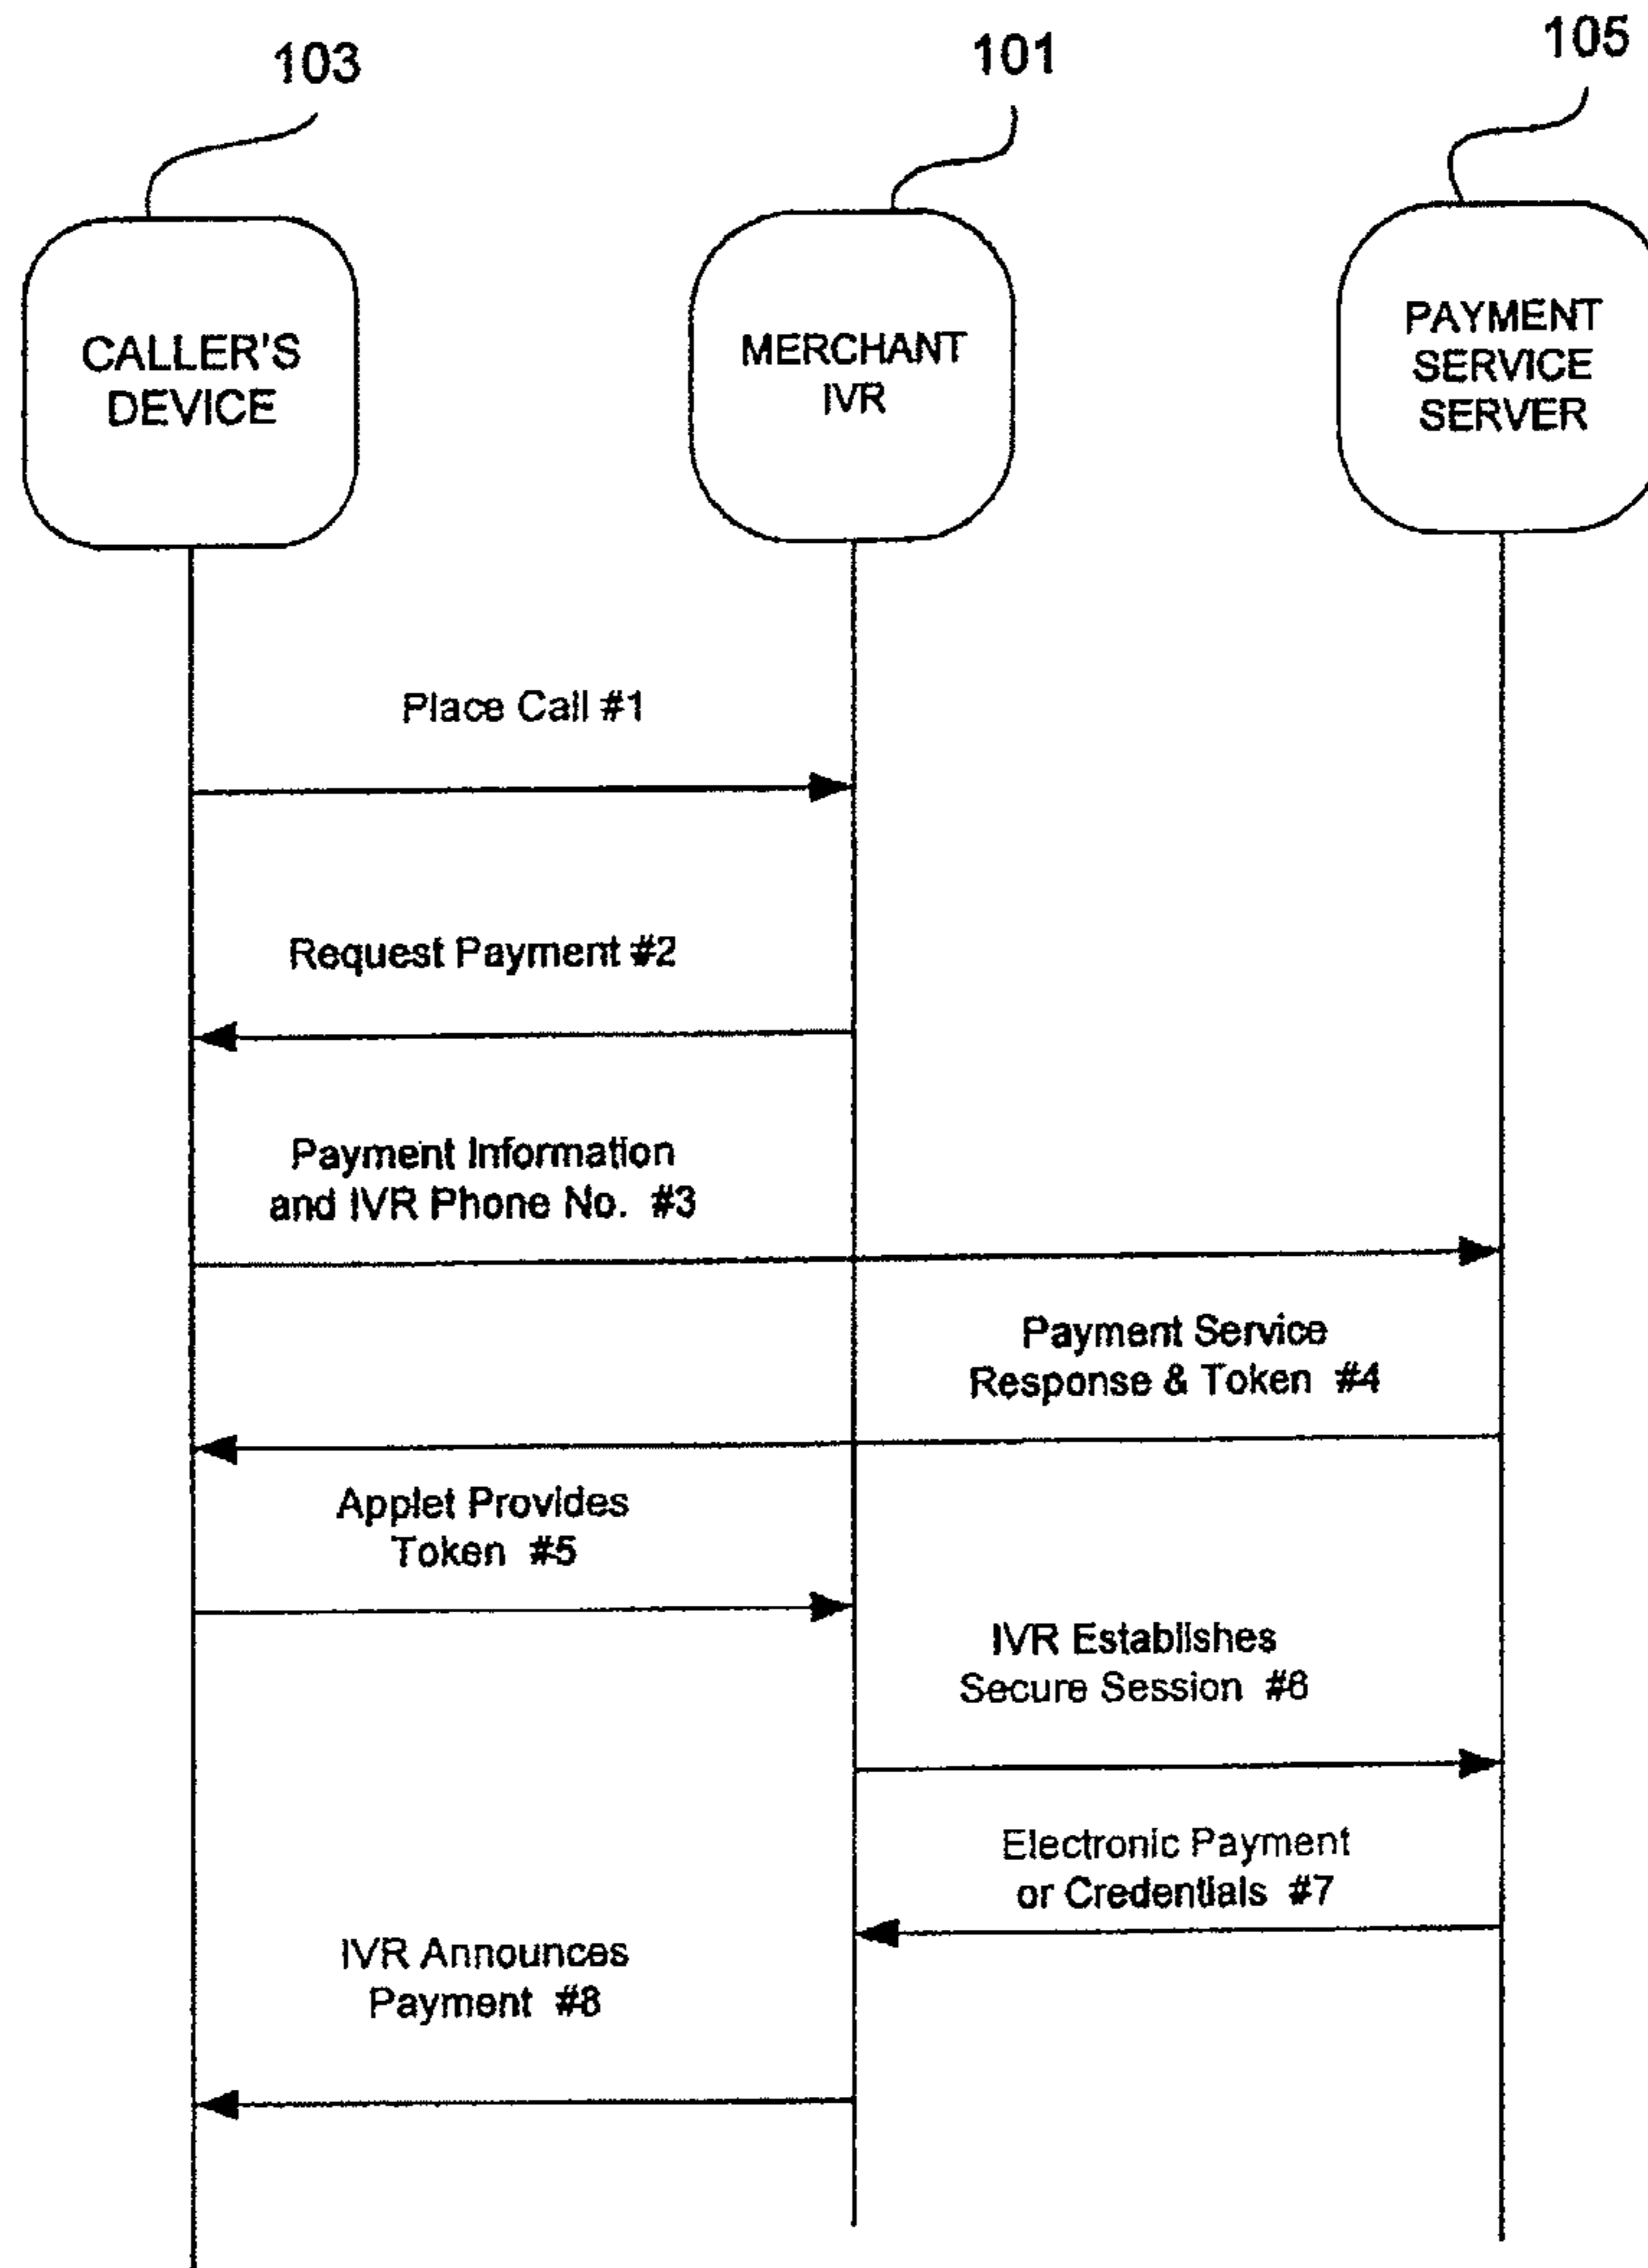 103
101
105
CALLER'S
DEVICE
MERCHANT
IVR
PAYMENT
SERVICE
SERVER
Place Call #1
Request Payment #2
Payment Information
and IVR Phone No. #3
Payment Service
Response & Token #4
Applet Provides
Token #5
IVR Establishes
Secure Session #6
Electronic Payment
or Credentials #7
IVR Announces
Payment #8